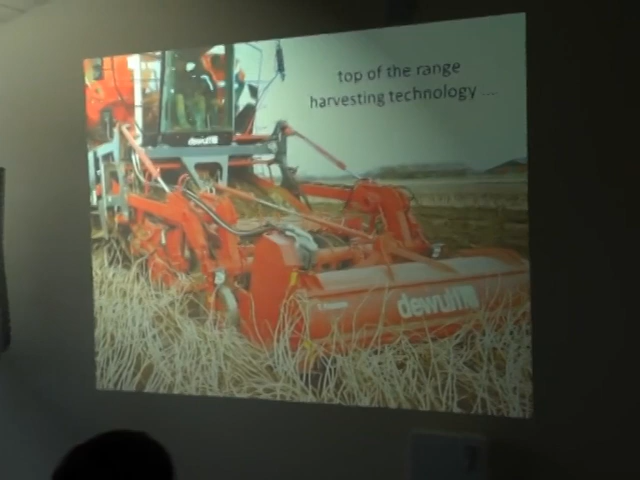 top of the range
harvesting technology ....
dewulf
dewulf